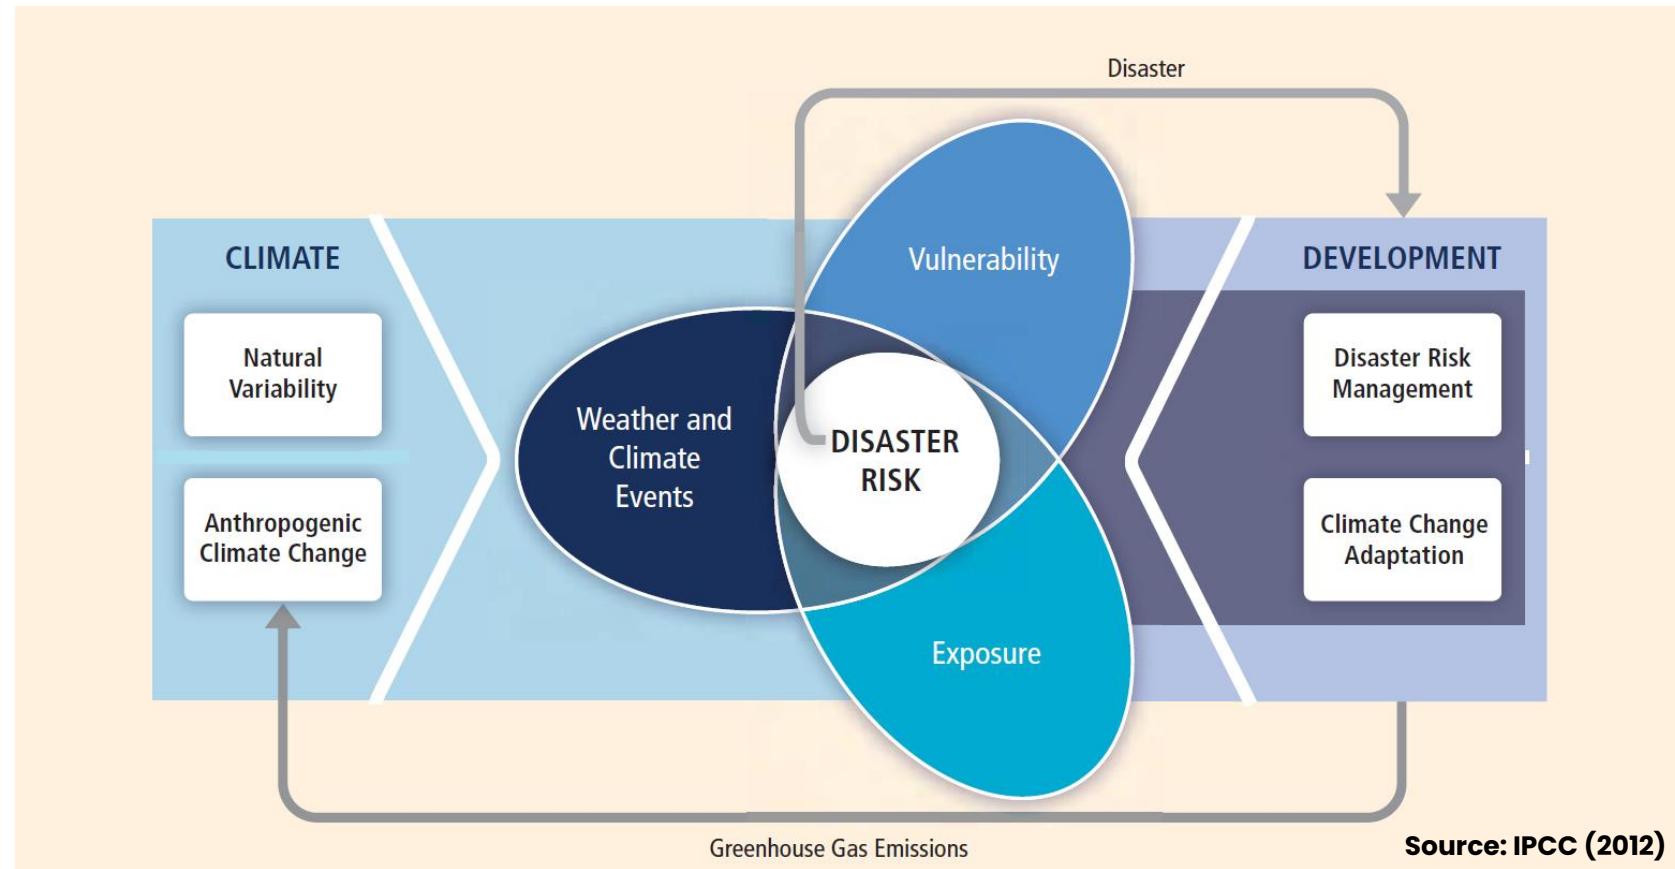 Disaster
CLIMATE
Natural
Variability
Anthropogenic
Climate Change
Weather and
Climate
Events
Vulnerability
DISASTER
RISK
Exposure
DEVELOPMENT
Disaster Risk
Management
Climate Change
Adaptation
Greenhouse Gas Emissions
Source: IPCC (2012)